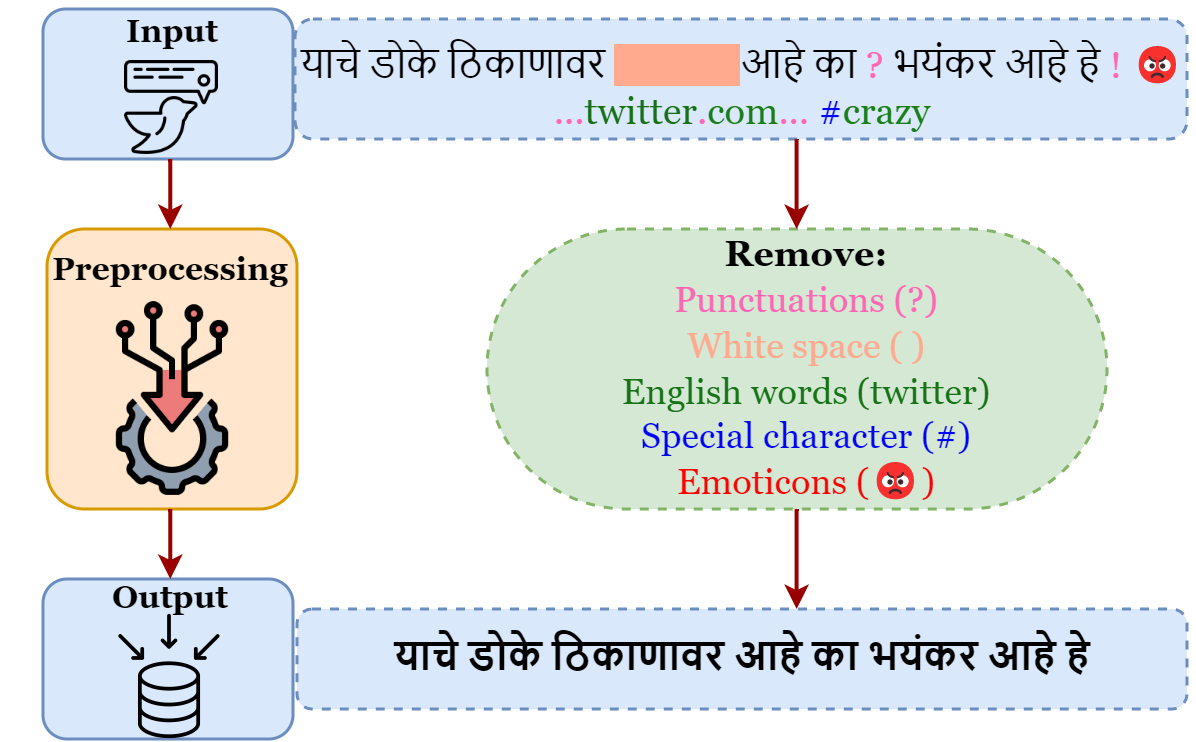 Input
याचे डोके ठिकाणावर आहे का ? भयंकर आहे हे ! 😡
...twitter.com... #crazy
Preprocessing
Remove:
Punctuations (?)
White space ( )
English words (twitter)
Special character (#)
Emoticons ( 😡 )
Output
याचे डोके ठिकाणावर आहे का भयंकर आहे हे